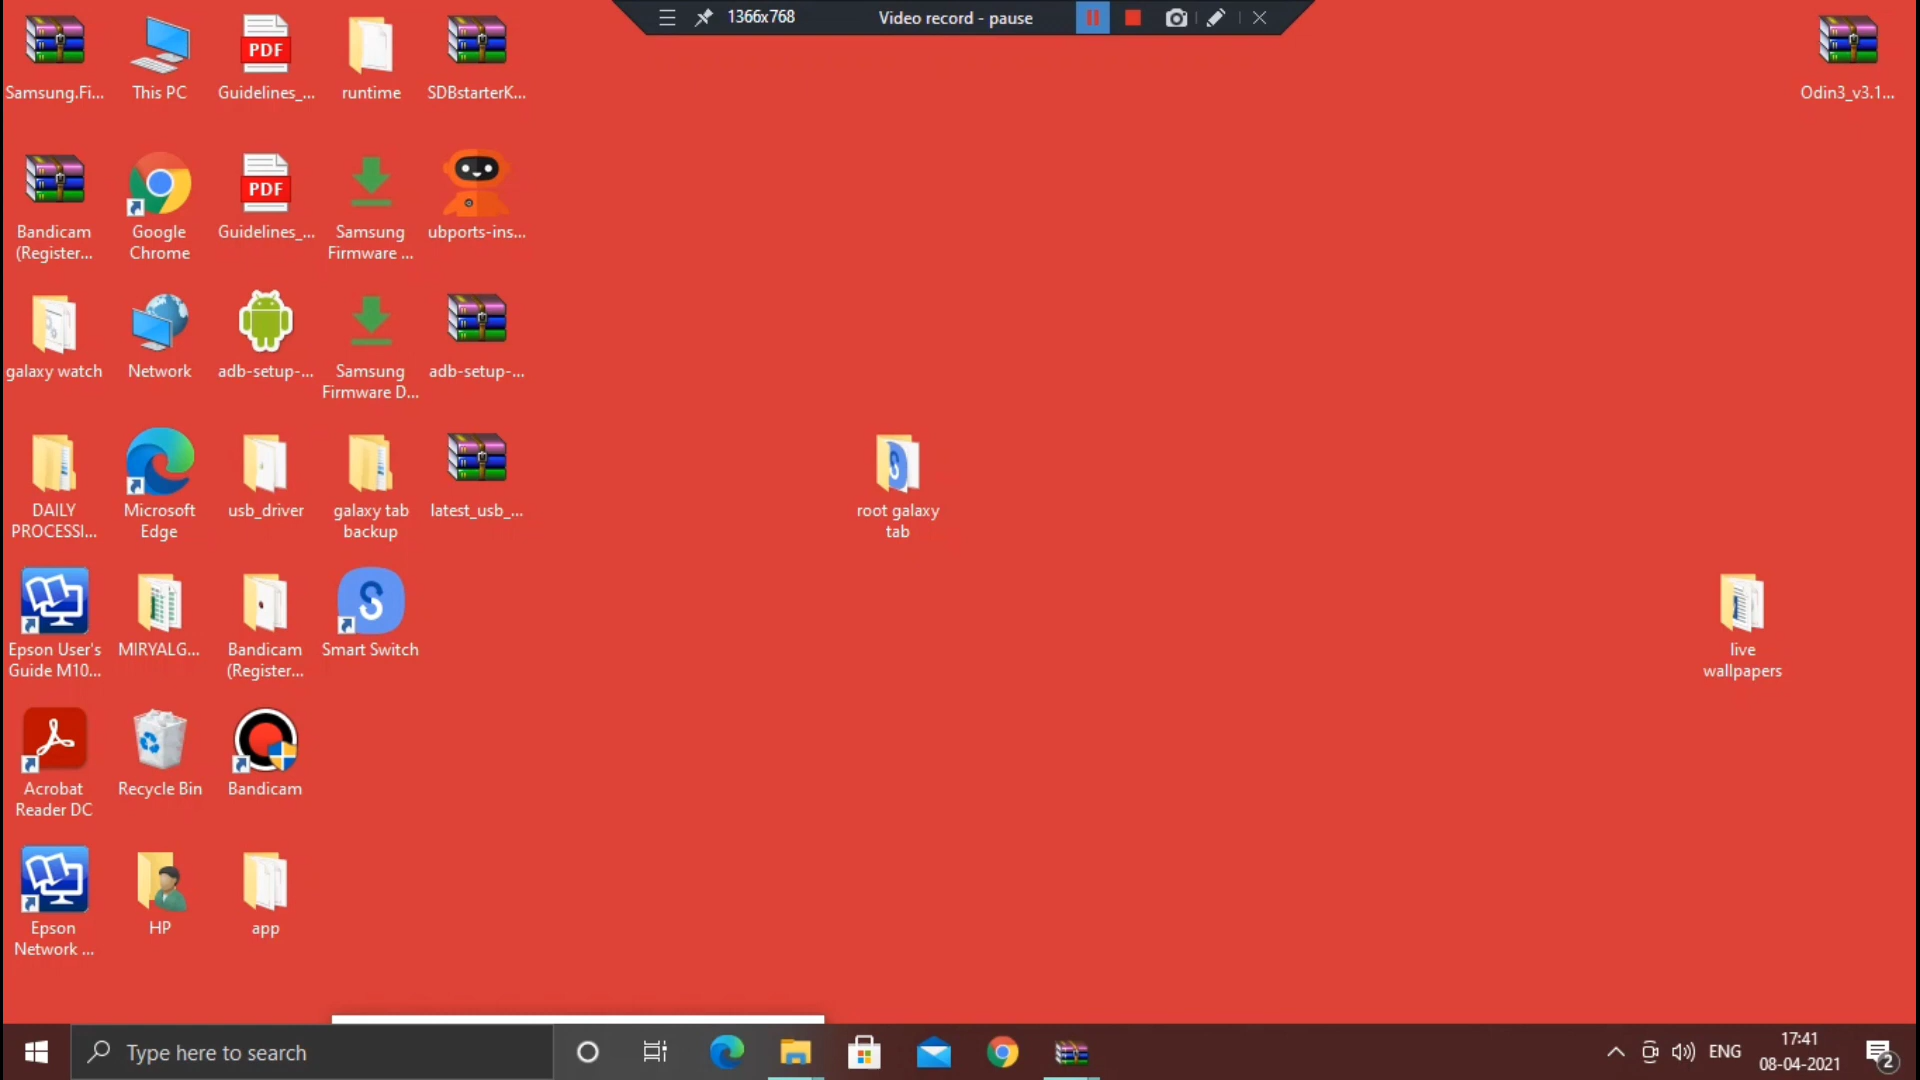 1366x768
Video record - pause
Samsung.Fi...
This PC
PDF
Guidelines_...
runtime
SDBstarterK...
Odin3_v3.1...
Bandicam
(Register...
Google
Chrome
PDF
Guidelines_...
Samsung
Firmware ...
ubports-ins...
galaxy watch
Network
adb-setup-...
Samsung
Firmware D...
adb-setup-...
DAILY
PROCESSI...
Microsoft
Edge
usb_driver
galaxy tab
backup
latest_usb_...
root galaxy
tab
Epson User's
Guide M10...
MIRYALG...
Bandicam
(Register...
Smart Switch
live
wallpapers
Acrobat
Reader DC
Recycle Bin
Bandicam
Epson
Network ...
HP
app
Type here to search
ENG
17:41
08-04-2021
2